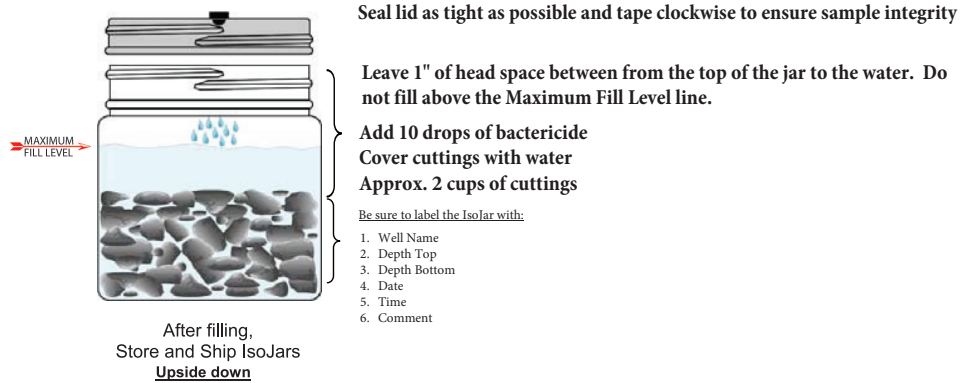 Seal lid as tight as possible and tape clockwise to ensure sample integrity
Leave 1" of head space between from the top of the jar to the water. Do
not fill above the Maximum Fill Level line.
MAXIMUM
FILL LEVEL
Add 10 drops of bactericide
Cover cuttings with water
Approx. 2 cups of cuttings
Be sure to label the IsoJar with:
1. Well Name
2. Depth Top
3. Depth Bottom
4. Date
5. Time
6. Comment
After filling,
Store and Ship IsoJars
Upside down